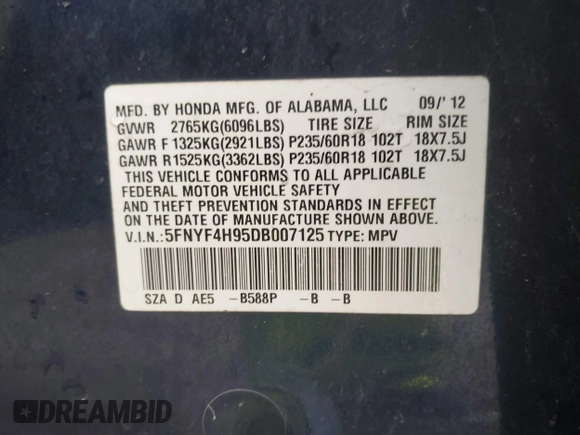 MFD. BY HONDA MFG. OF ALABAMA, LLC 09/'12
GVWR 2765KG(6096LBS) TIRE SIZE RIM SIZE
GAWR F 1325KG(2921LBS) P235/60R18 102T 18X7.5J
GAWR R1525KG(3362LBS) P235/60R18 102T 18X7.5J
THIS VEHICLE CONFORMS TO ALL APPLICABLE
FEDERAL MOTOR VEHICLE SAFETY
AND THEFT PREVENTION STANDARDS IN EFFECT
ON THE DATE OF MANUFACTURE SHOWN ABOVE.
V.I.N.:5FNYF4H95DB007125 TYPE: MPV
SZA D AE5 -B588P -B -B
DREAMBID